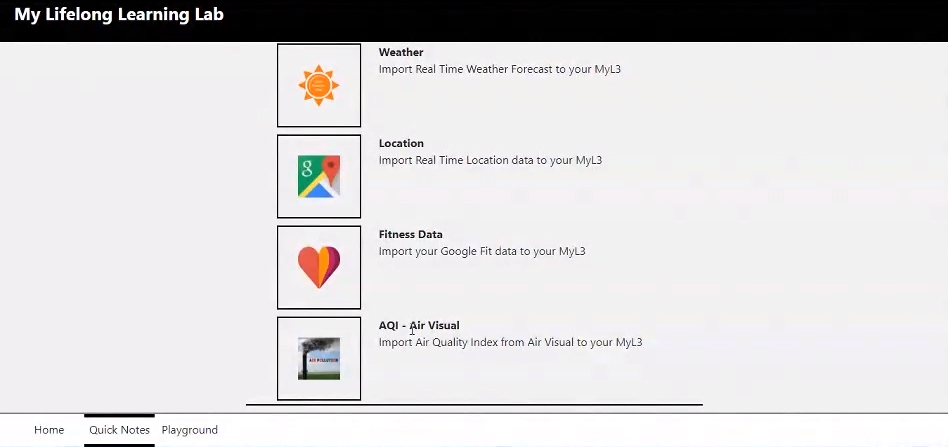 My Lifelong Learning Lab
Weather
Import Real Time Weather Forecast to your MyL3
Location
Import Real Time Location data to your MyL3
g
Fitness Data
Import your Google Fit data to your MyL3
AQI - Air Visual
Import Air Quality Index from Air Visual to your MyL3
AIR POLLUTION
Home Quick Notes Playground